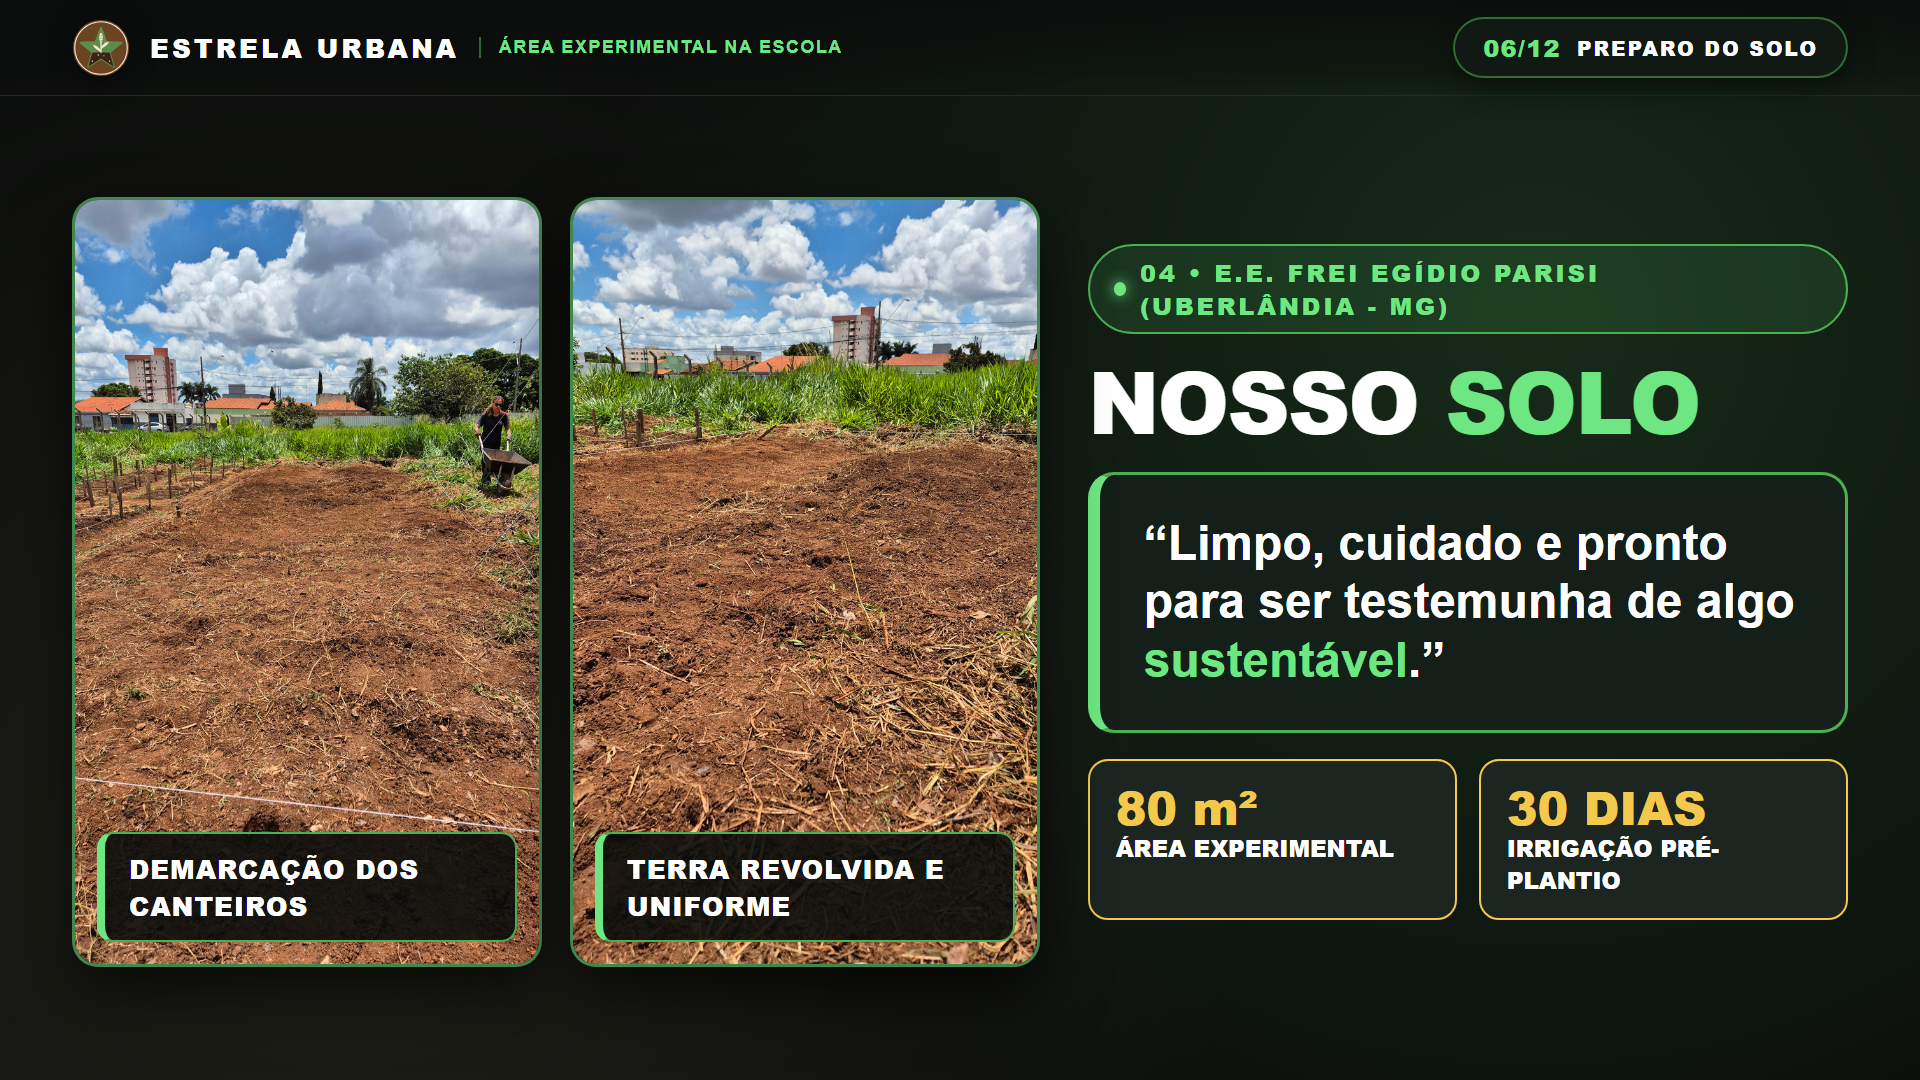 ESTRELA URBANA
ÁREA EXPERIMENTAL NA ESCOLA
06/12 PREPARO DO SOLO
DEMARCAÇÃO DOS
CANTEIROS
TERRA REVOLVIDA E
UNIFORME
04 • E.E. FREI EGÍDIO PARISI
(UBERLÂNDIA - MG)
NOSSO SOLO
“Limpo, cuidado e pronto
para ser testemunha de algo
sustentável.”
80 m²
ÁREA EXPERIMENTAL
30 DIAS
IRRIGAÇÃO PRÉ-
PLANTIO